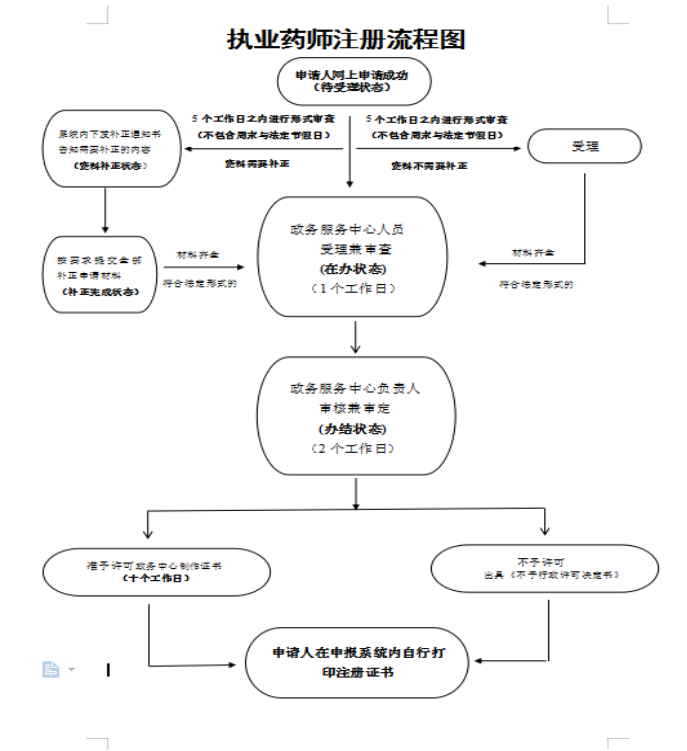 执业药师注册流程图
申请人网上申请成功
（待受理状态）
5 个工作日之内进行形式审查
（不包含周末与法定节假日）
资料需要补正
5 个工作日之内进行形式审查
（不包含周末与法定节假日）
资料不需要补正
系统内下发补正通知书
告知需要补正的内容
（资料补正状态）
受理
按要求提交全部
补正申请材料
（补正完成状态）
材料齐全
符合法定形式的
政务服务中心人员
受理兼审查
(在办状态)
（1 个工作日）
材料齐全
符合法定形式的
政务服务中心负责人
审核兼审定
(办结状态)
（2 个工作日）
准予许可政务中心制作证书
（十个工作日）
不予许可
出具《不予行政许可决定书》
申请人在申报系统内自行打
印注册证书